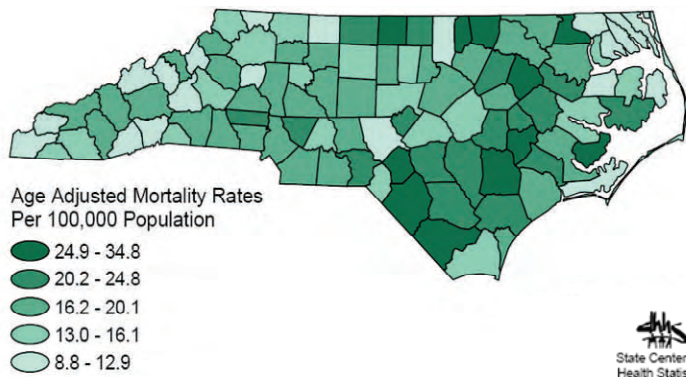 Age Adjusted Mortality Rates
Per 100,000 Population
24.9 - 34.8
20.2 - 24.8
16.2 - 20.1
13.0 - 16.1
8.8 - 12.9
State Center
Health Statis